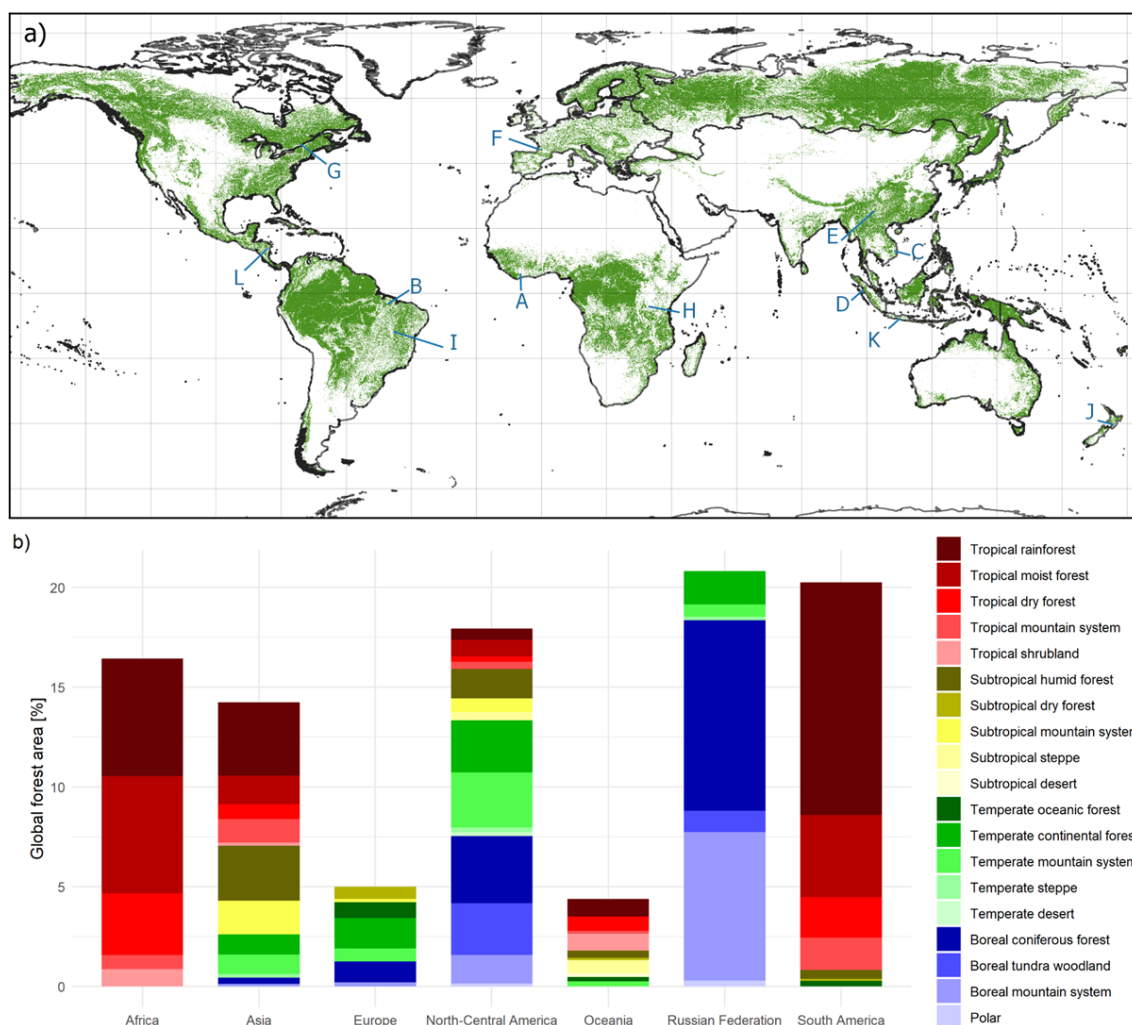 a)
F
G
E
C
L
B
A
H
D
I
K
J
b)
Global forest area [%]
20
15
10
5
0
Africa
Asia
Europe
North-Central America
Oceania
Russian Federation
South America
Tropical rainforest
Tropical moist forest
Tropical dry forest
Tropical mountain system
Tropical shrubland
Subtropical humid forest
Subtropical dry forest
Subtropical mountain system
Subtropical steppe
Subtropical desert
Temperate oceanic forest
Temperate continental forest
Temperate mountain system
Temperate steppe
Temperate desert
Boreal coniferous forest
Boreal tundra woodland
Boreal mountain system
Polar